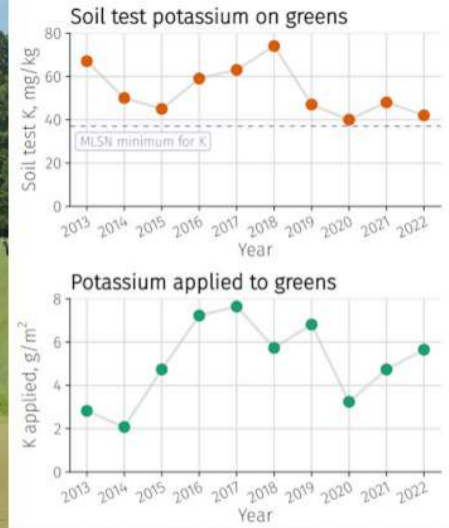 Soil test potassium on greens
Soil test K, mg/kg
80
60
40
20
0
MLSN minimum for K
2013 2014 2015 2016 2017 2018 2019 2020 2021 2022
Year
Potassium applied to greens
K applied, g/m²
8
6
4
2
0
2013 2014 2015 2016 2017 2018 2019 2020 2021 2022
Year